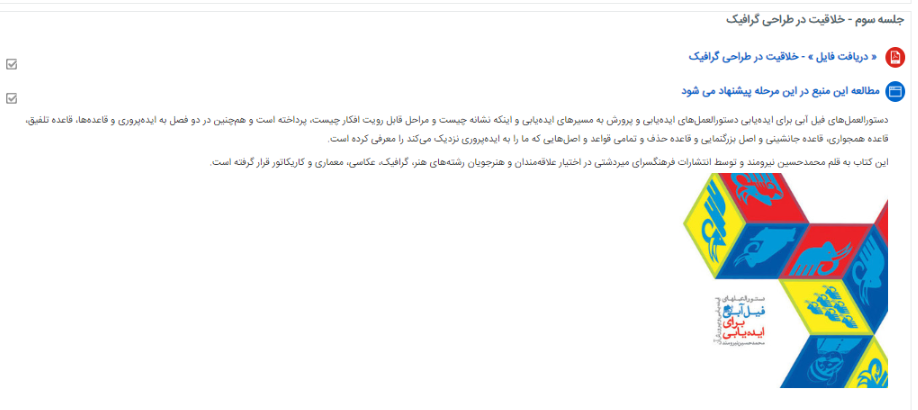 جلسه سوم - خلاقیت در طراحی گرافیک
« دریافت فایل » - خلاقیت در طراحی گرافیک
مطالعه این منبع در این مرحله پیشنهاد می شود
دستورالعمل‌های فیل آبی برای ایده‌یابی دستورالعمل‌های ایده‌یابی و پرورش به مسیرهای ایده‌یابی و اینکه نشانه چیست و مراحل قابل رویت افکار چیست، پرداخته است و همچنین در دو فصل به ایده‌پروری و قاعده‌ها، قاعده تلفیق،
قاعده همجواری، قاعده جانشینی و اصل بزرگنمایی و قاعده حذف و تمامی قواعد و اصل‌هایی که ما را به ایده‌پروری نزدیک می‌کند را معرفی کرده است.
این کتاب به قلم محمدحسین نیرومند و توسط انتشارات فرهنگسرای میردشتی در اختیار علاقه‌مندان و هنرجویان رشته‌های هنر، گرافیک، عکاسی، معماری و کاریکاتور قرار گرفته است.
دستورالعملهای
فیل آبی
برای
ایده‌یابی
محمدحسین نیرومند